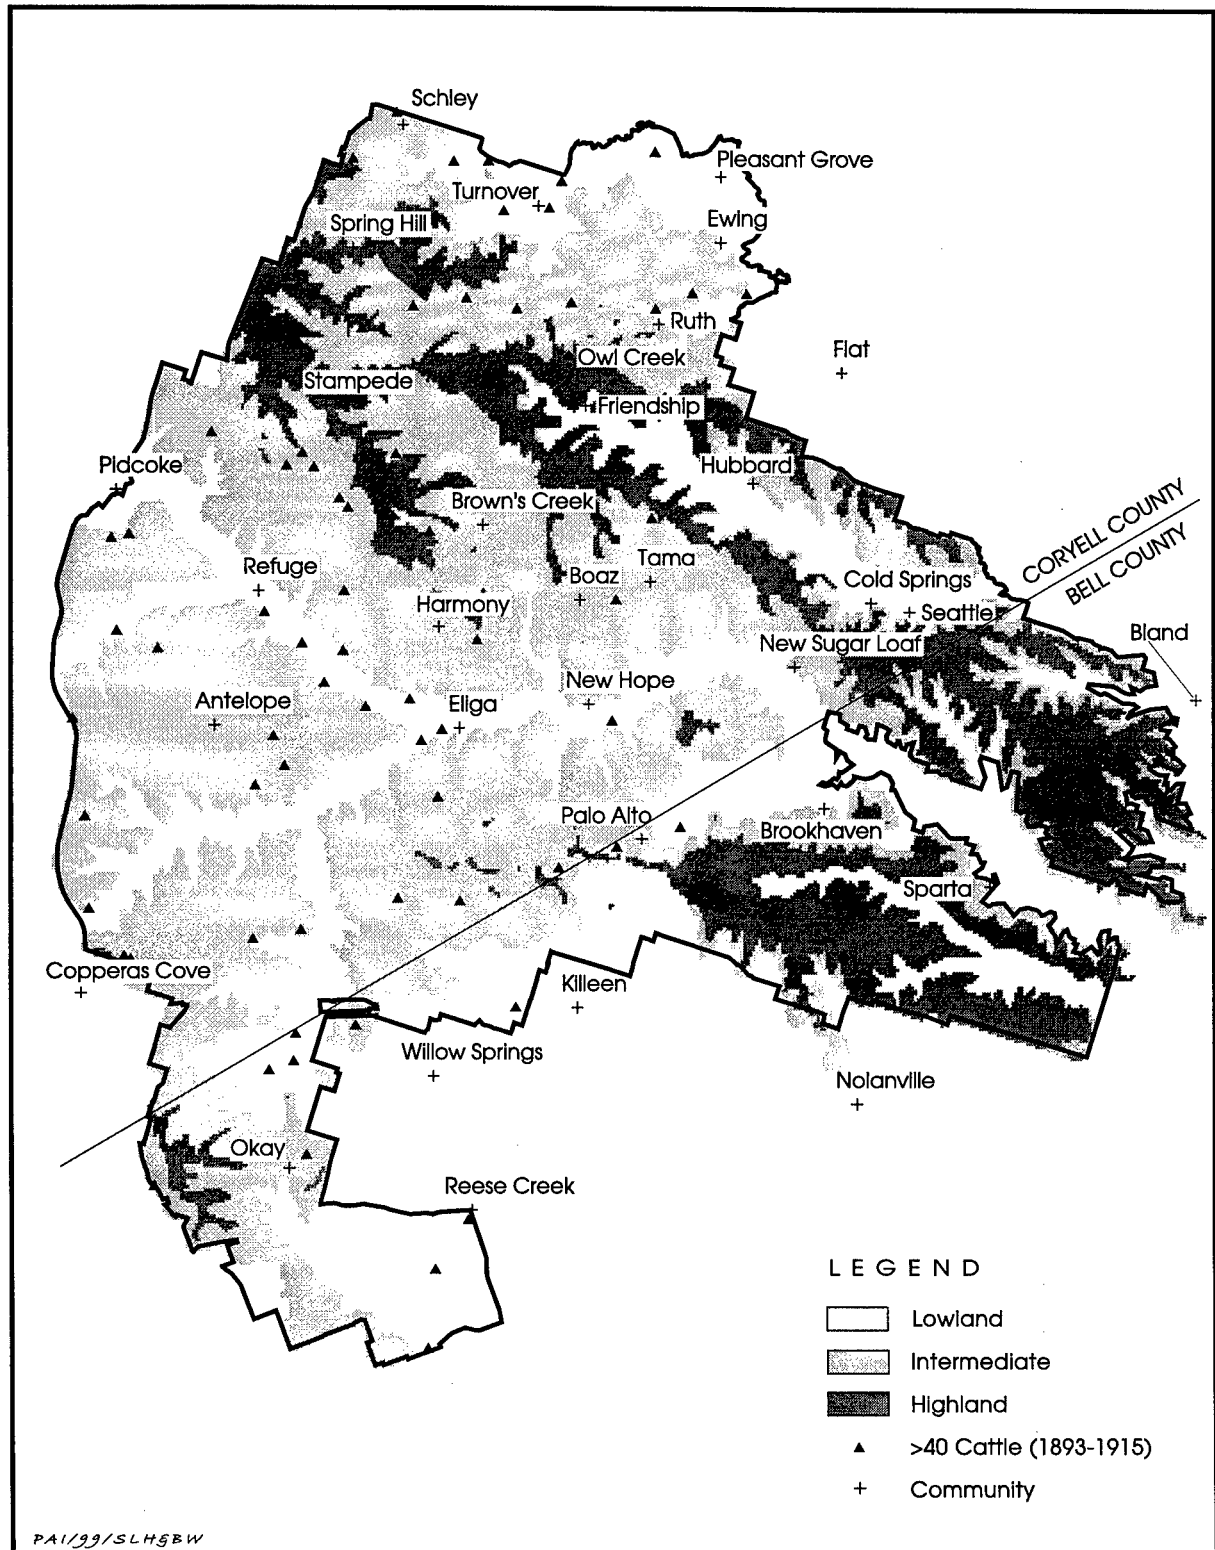 Schley
Pleasant Grove
Turnover
Spring Hill
Ewing
Ruth
Flat
Owl Creek
Stampede
Friendship
Pidcoke
Hubbard
Brown's Creek
CORYELL COUNTY
BELL COUNTY
Refuge
Tama
Boaz
Cold Springs
Harmony
Seattle
Bland
New Sugar Loaf
New Hope
Antelope
Eliga
Palo Alto
Brookhaven
Sparta
Copperas Cove
Killeen
Willow Springs
Nolanville
Okay
Reese Creek
LEGEND
Lowland
Intermediate
Highland
>40 Cattle (1893-1915)
Community
PAI/99/SLH&BW